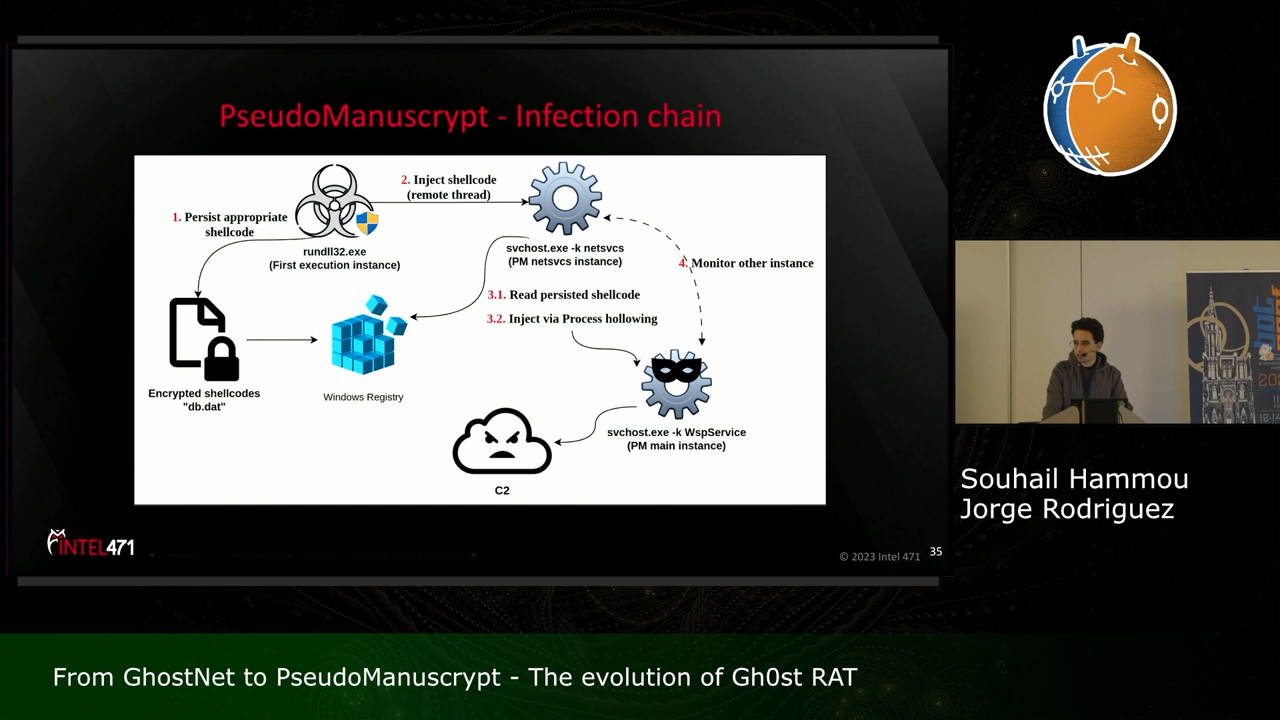 PseudoManuscrypt - Infection chain
2. Inject shellcode
(remote thread)
1. Persist appropriate
shellcode
rundll32.exe
(First execution instance)
svchost.exe -k netsvcs
(PM netsvcs instance)
4. Monitor other instance
3.1. Read persisted shellcode
3.2. Inject via Process hollowing
Encrypted shellcodes
"db.dat"
Windows Registry
svchost.exe -k WspService
(PM main instance)
C2
INTEL471
© 2023 Intel 471
35
Souhail Hammou
Jorge Rodriguez
From GhostNet to PseudoManuscrypt - The evolution of Gh0st RAT